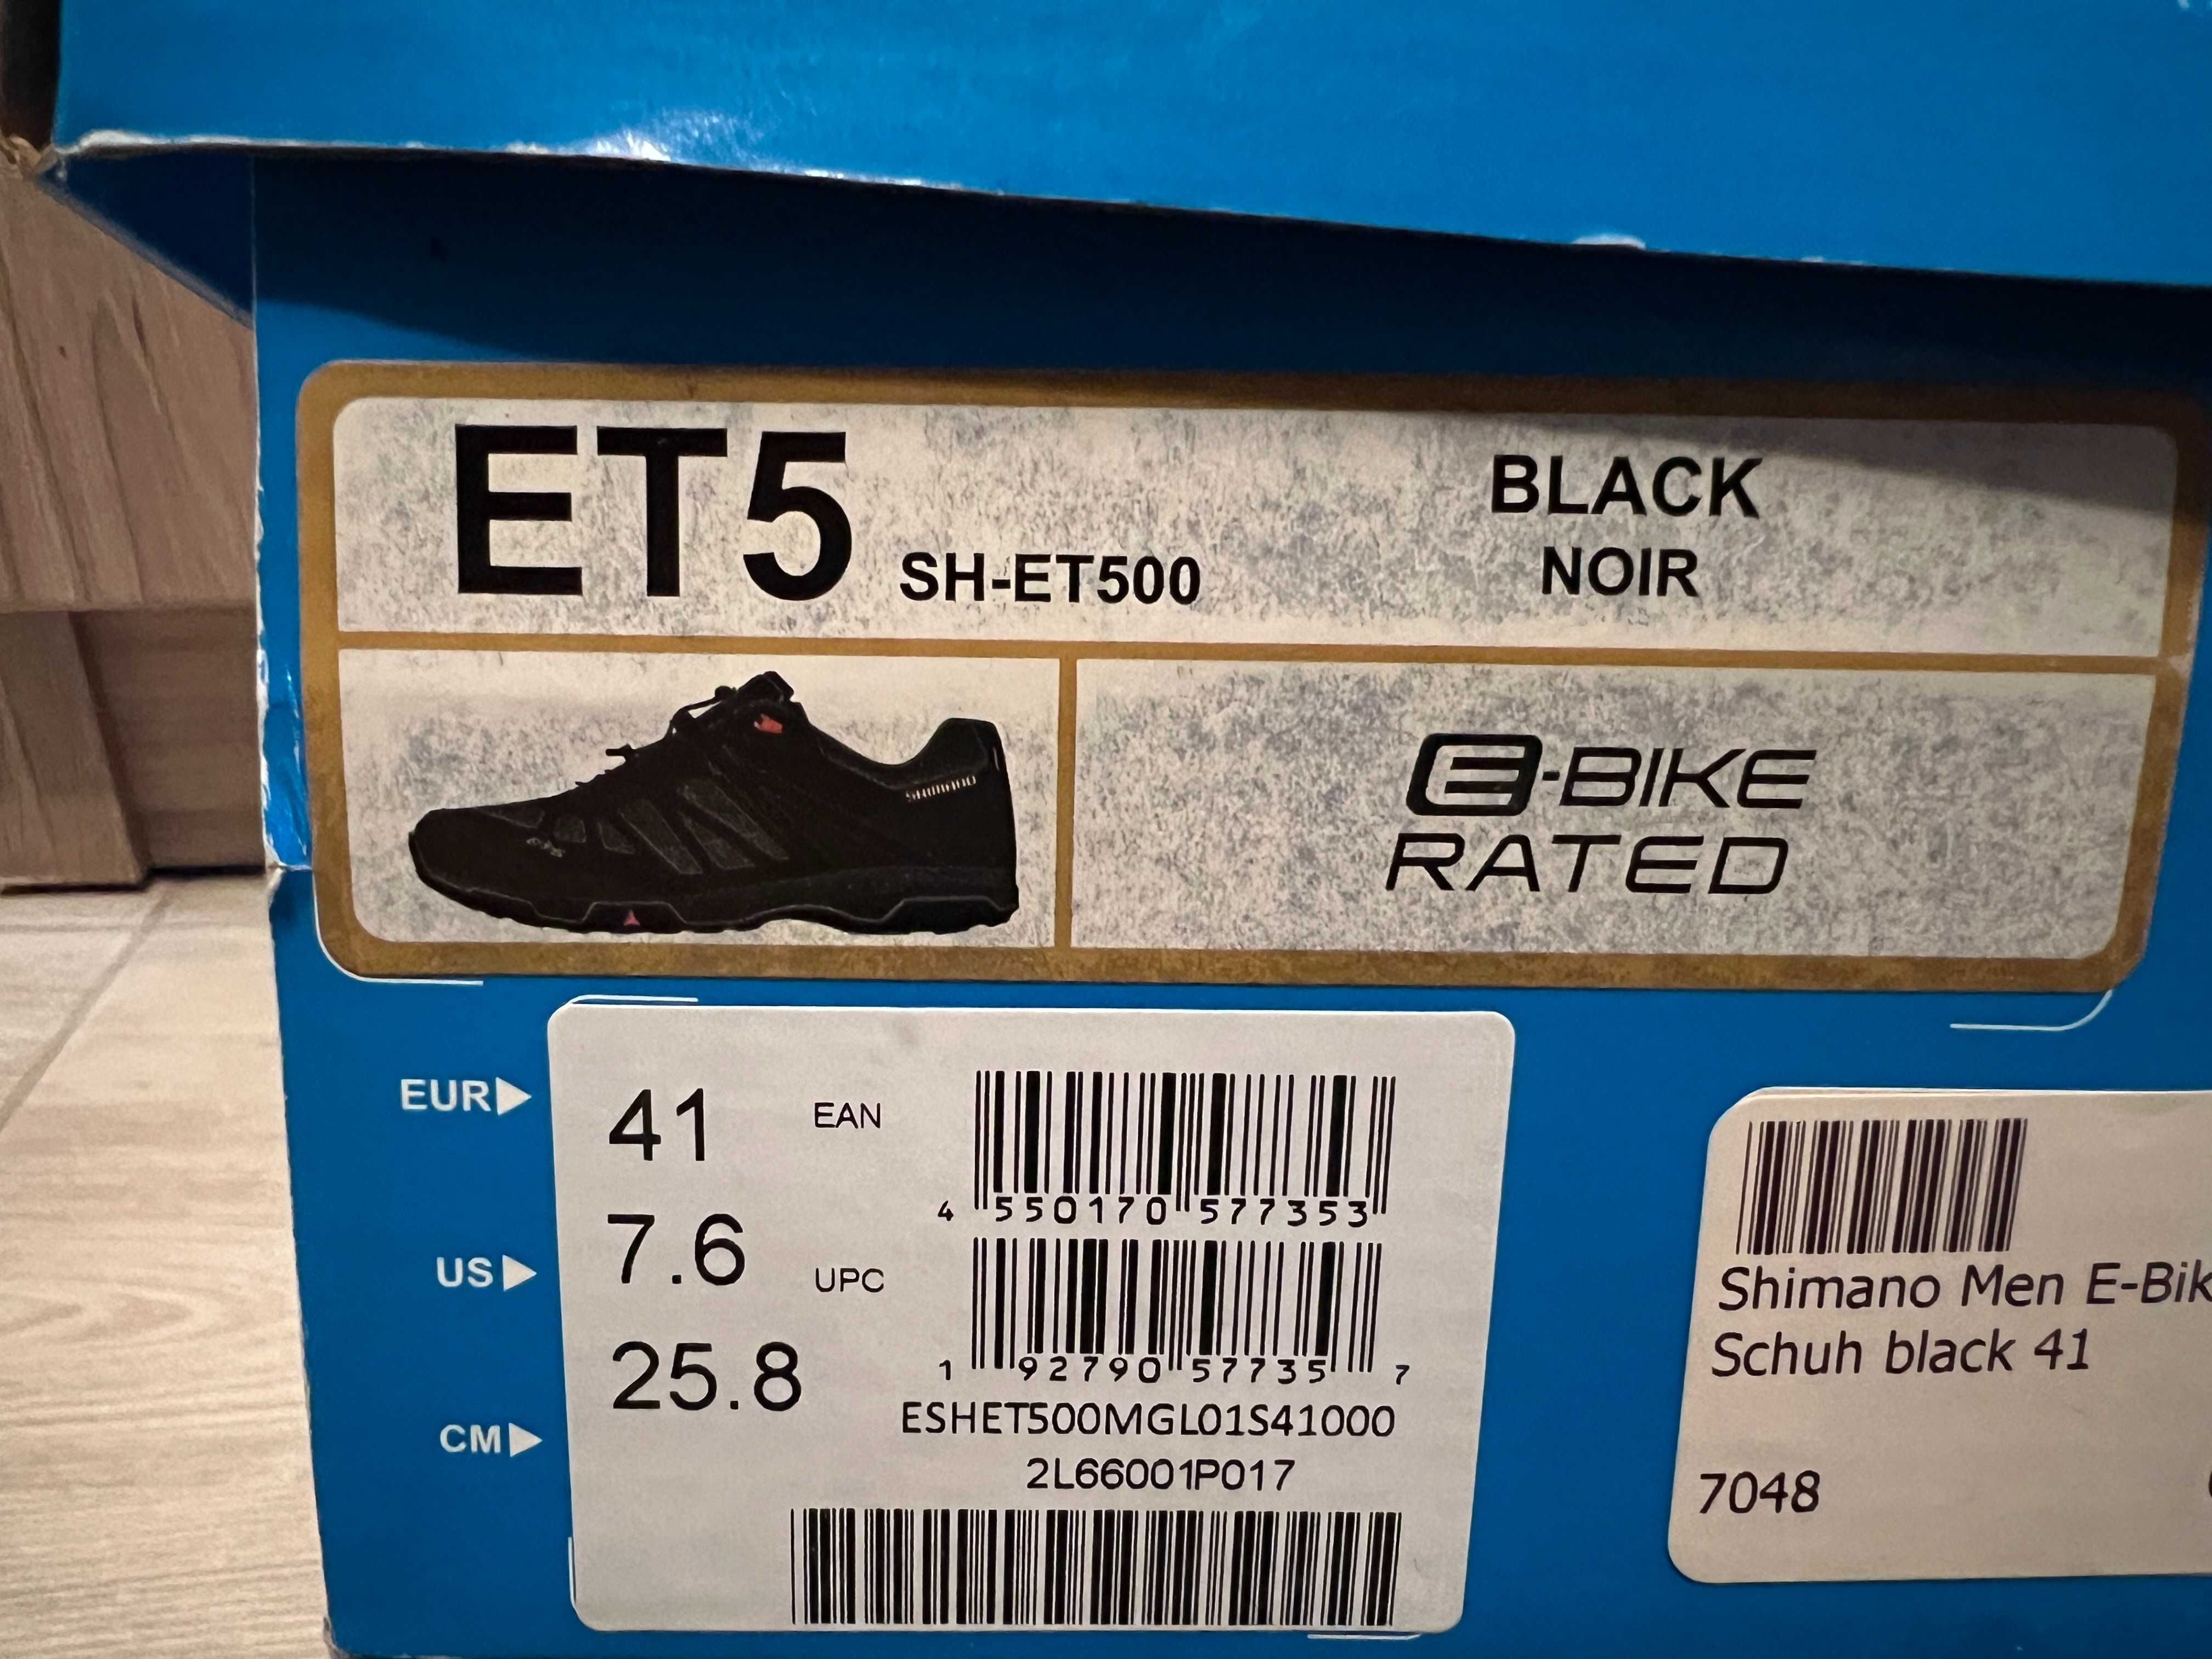 ET5 SH-ET500
BLACK
NOIR
SHIMANO
E-BIKE
RATED
EUR
41
EAN
4 550170 577353
US
7.6
UPC
1 92790 57735 7
CM
25.8
ESHET500MGL01S41000
2L66001P017
Shimano Men E-Bik
Schuh black 41
7048